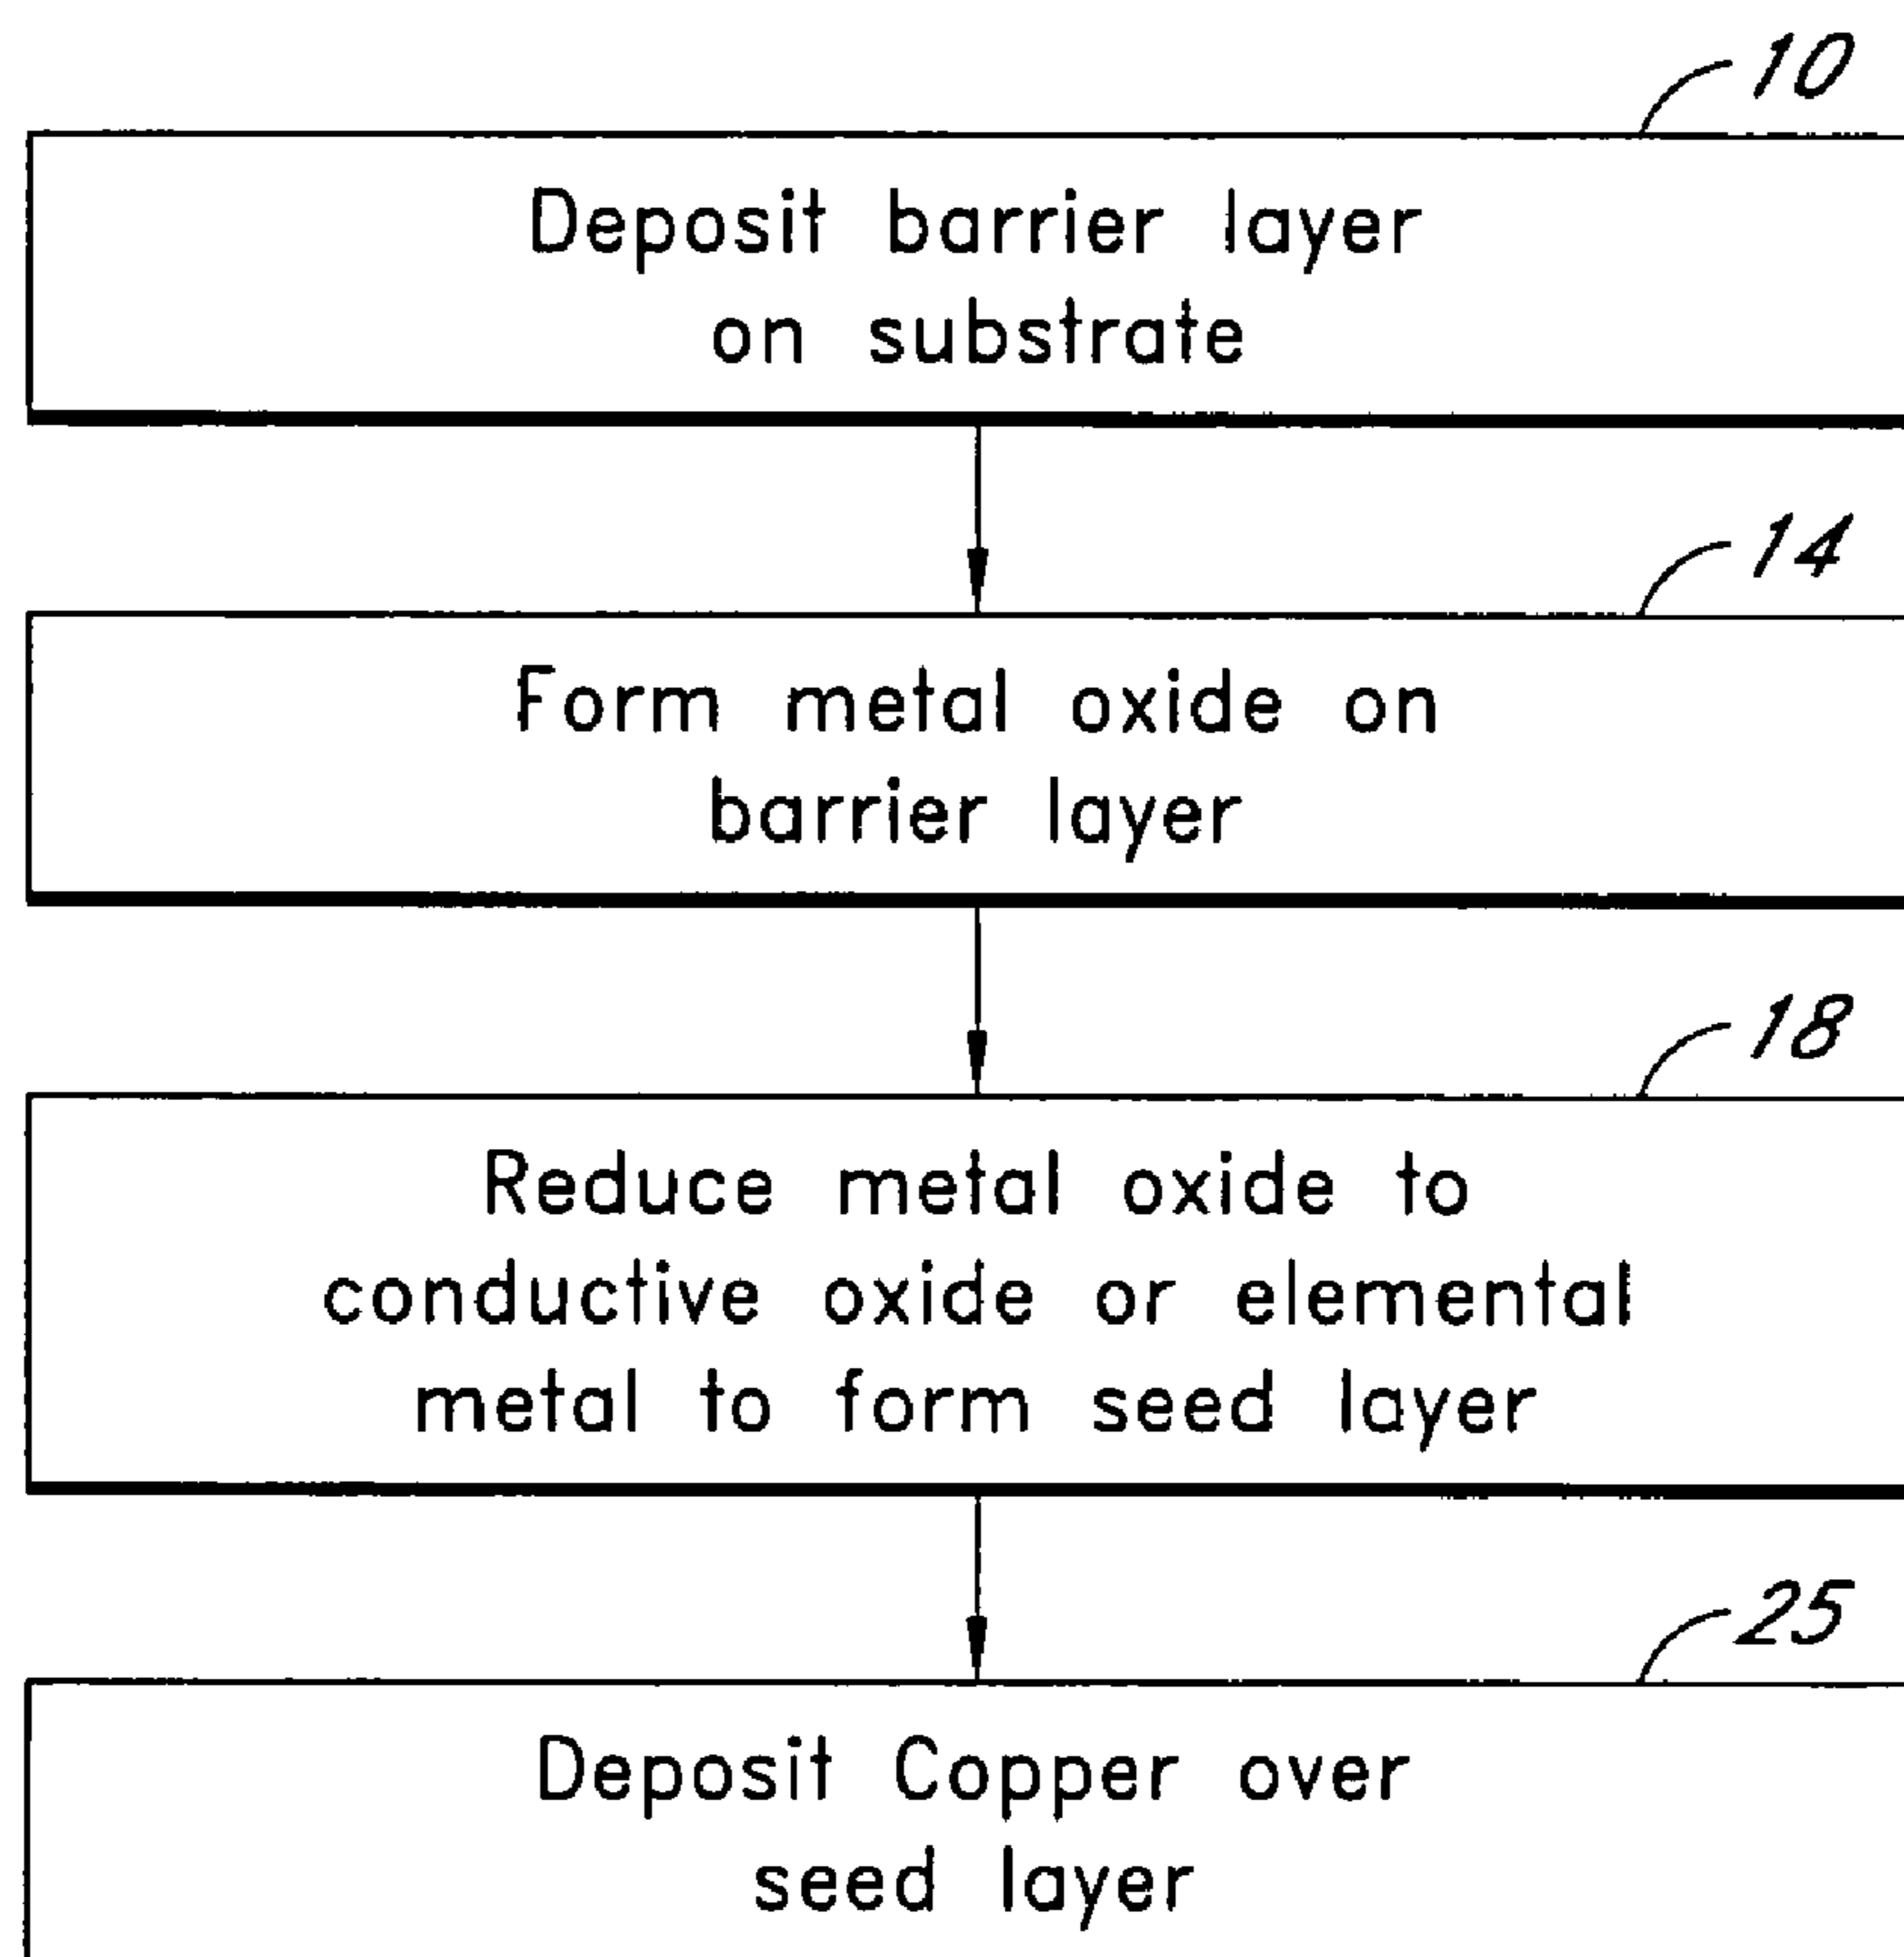 10
Deposit barrier layer
on substrate
14
Form metal oxide on
barrier layer
18
Reduce metal oxide to
conductive oxide or elemental
metal to form seed layer
25
Deposit Copper over
seed layer